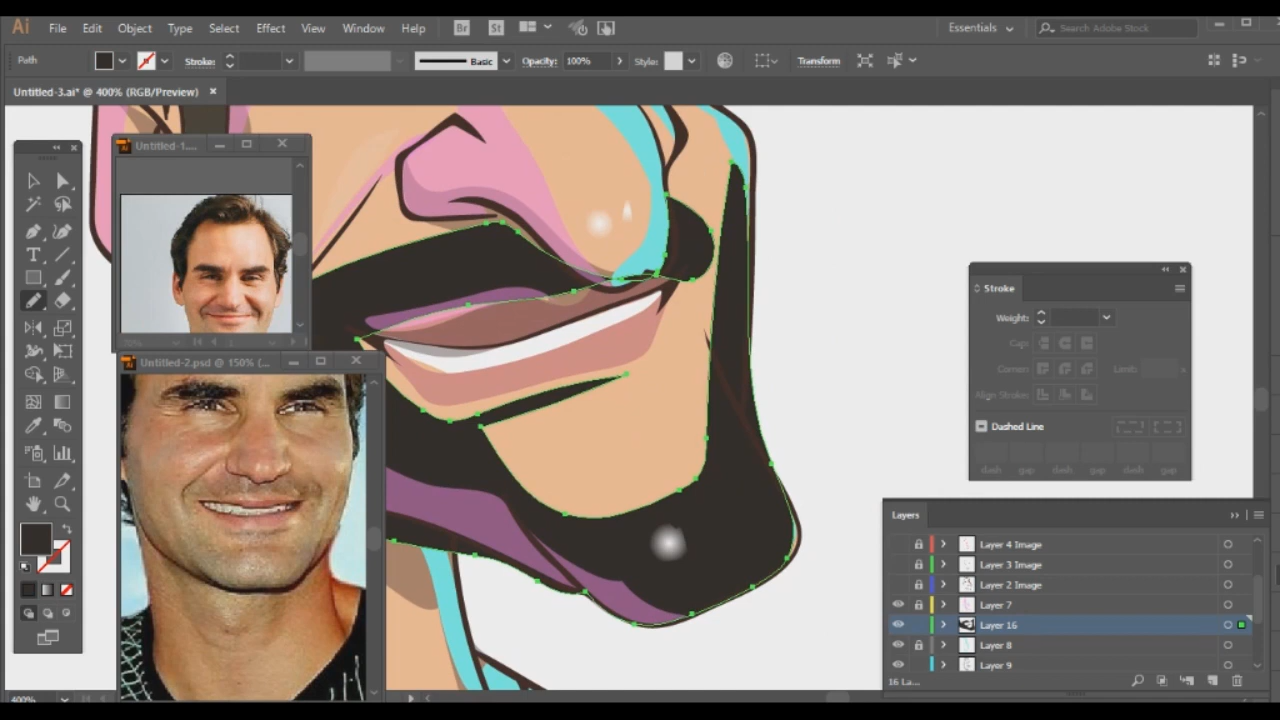 Ai File Edit Object Type Select Effect View Window Help Br St Essentials Search Adobe Stock
Path Stroke: Basic Opacity: 100% Style: Transform
Untitled-3.ai* @ 400% (RGB/Preview)
Untitled-1....
Untitled-2.psd @ 150% (...
Stroke
Weight:
Cap:
Corner: Limit:
Align Stroke:
Dashed Line
dash gap dash gap dash gap
Layers
Layer 4 Image
Layer 3 Image
Layer 2 Image
Layer 7
Layer 16
Layer 8
Layer 9
16 La...
400%